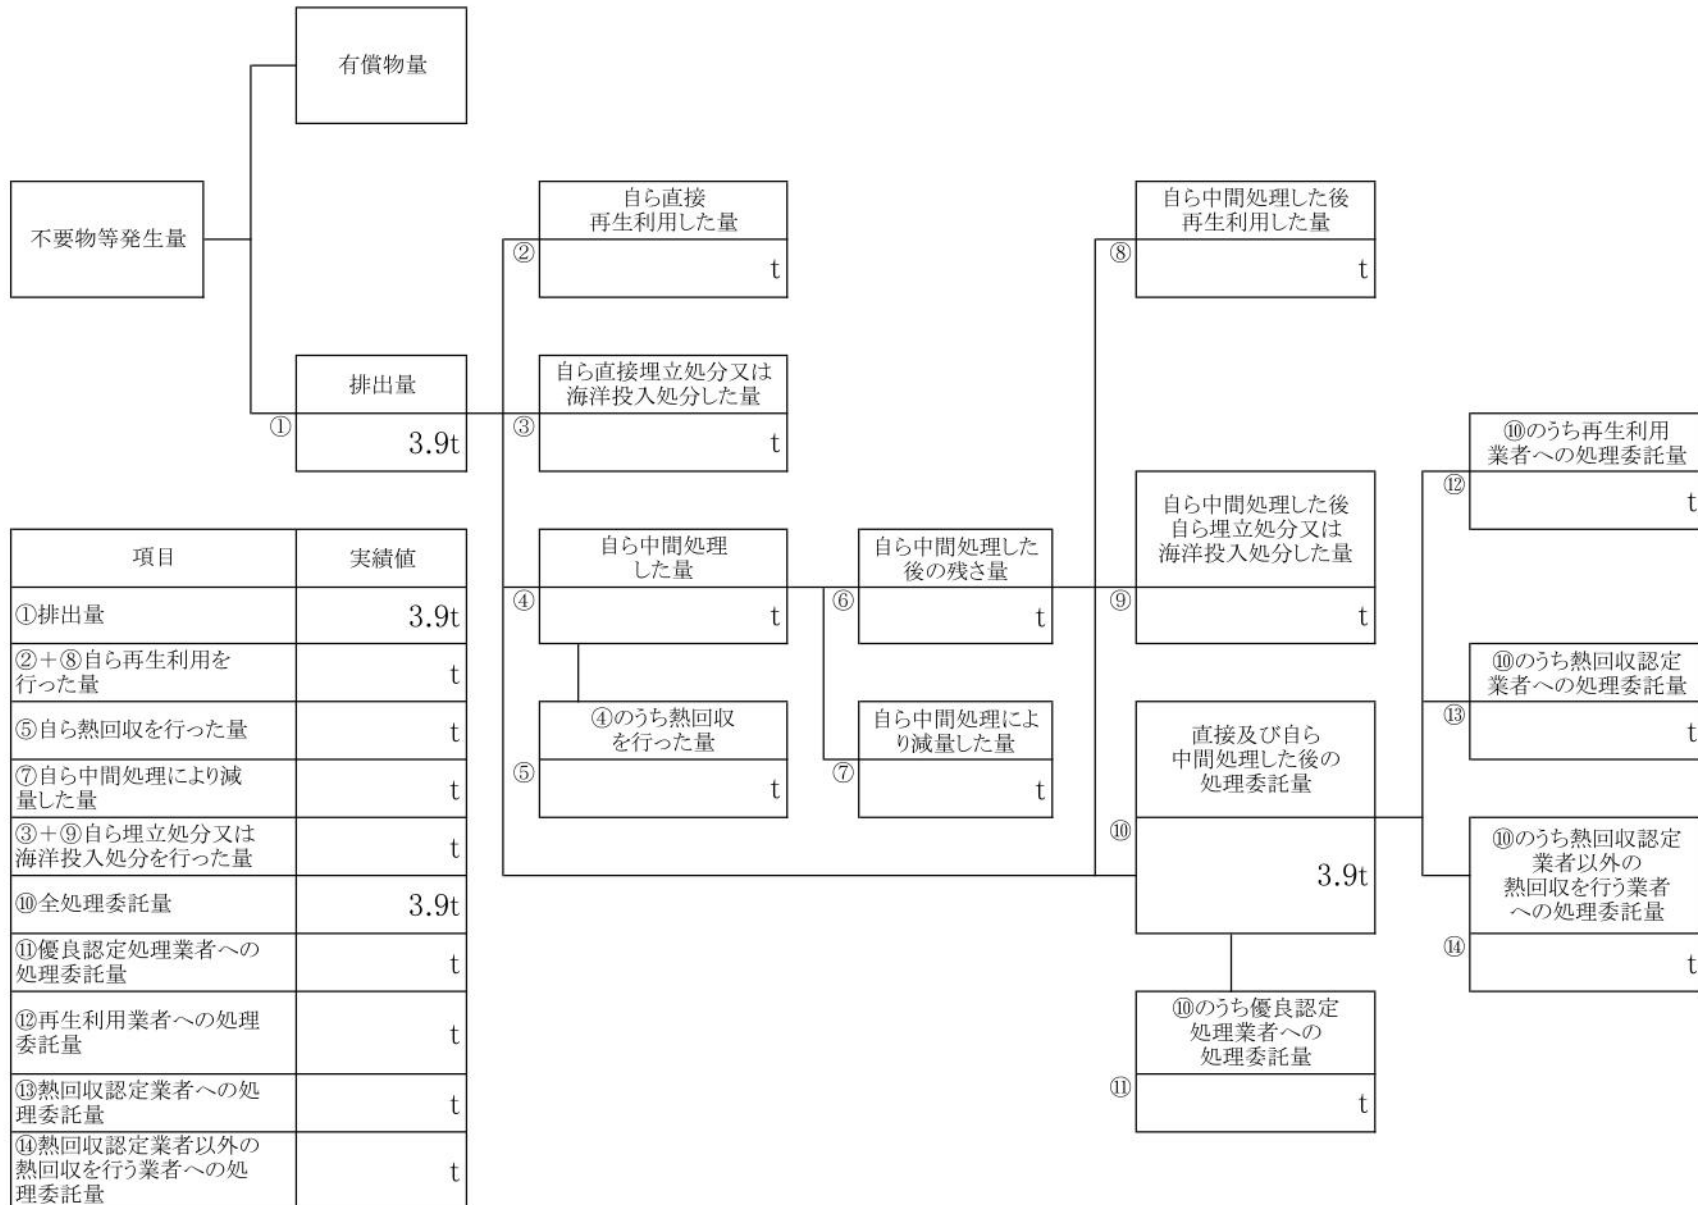 有償物量
不要物等発生量
排出量
①
3.9t
自ら直接
再生利用した量
②
t
自ら直接埋立処分又は
海洋投入処分した量
③
t
自ら中間処理
した量
④
t
④のうち熱回収
を行った量
⑤
t
自ら中間処理した
後の残さ量
⑥
t
自ら中間処理によ
り減量した量
⑦
t
自ら中間処理した後
再生利用した量
⑧
t
自ら中間処理した後
自ら埋立処分又は
海洋投入処分した量
⑨
t
直接及び自ら
中間処理した後の
処理委託量
⑩
3.9t
⑩のうち優良認定
処理業者への
処理委託量
⑪
t
⑩のうち再生利用
業者への処理委託量
⑫
t
⑩のうち熱回収認定
業者への処理委託量
⑬
t
⑩のうち熱回収認定
業者以外の
熱回収を行う業者
への処理委託量
⑭
t
項目 実績値
①排出量 3.9t
②+⑧自ら再生利用を
行った量 t
⑤自ら熱回収を行った量 t
⑦自ら中間処理により減
量した量 t
③+⑨自ら埋立処分又は
海洋投入処分を行った量 t
⑩全処理委託量 3.9t
⑪優良認定処理業者への
処理委託量 t
⑫再生利用業者への処理
委託量 t
⑬熱回収認定業者への処
理委託量 t
⑭熱回収認定業者以外の
熱回収を行う業者への処
理委託量 t